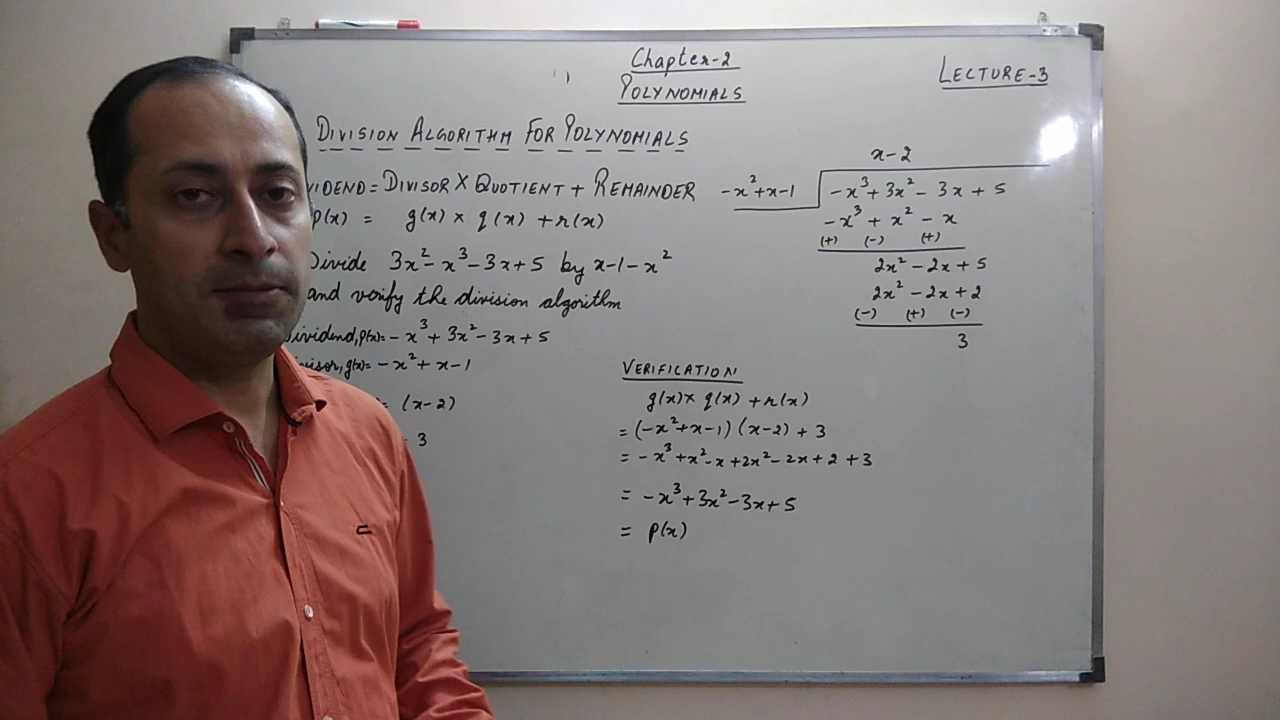 Chapter-2
POLYNOMIALS
LECTURE-3
DIVISION ALGORITHM FOR POLYNOMIALS
VIDEND = DIVISOR X QUOTIENT + REMAINDER
p(x) = g(x) × q(x) + r(x)
Divide 3x² - x³ - 3x + 5 by x - 1 - x²
and verify the division algorithm
Dividend, p(x) = - x³ + 3x² - 3x + 5
visor, g(x) = - x² + x - 1
= (x-2)
= 3
x-2
-x²+x-1 -x³ + 3x² - 3x + 5
-x³ + x² - x
(+) (-) (+)
2x² - 2x + 5
2x² - 2x + 2
(-) (+) (-)
3
VERIFICATION
g(x) × q(x) + r(x)
= (-x²+x-1) (x-2) + 3
= - x³ + x² - x + 2x² - 2x + 2 + 3
= -x³ + 3x² - 3x + 5
= p(x)